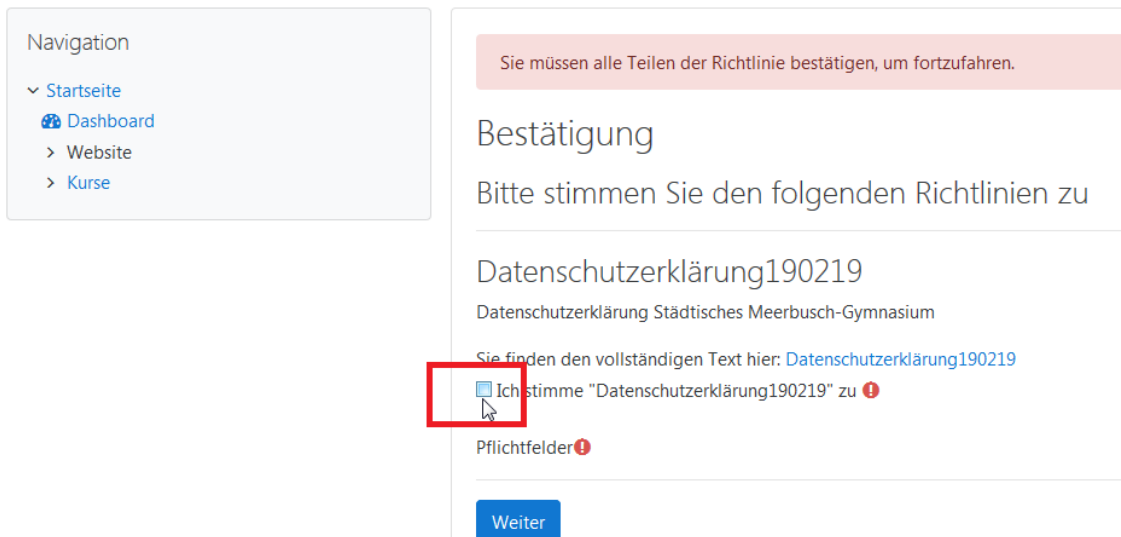 Navigation
Startseite
Dashboard
Website
Kurse
Sie müssen alle Teilen der Richtlinie bestätigen, um fortzufahren.
Bestätigung
Bitte stimmen Sie den folgenden Richtlinien zu
Datenschutzerklärung190219
Datenschutzerklärung Städtisches Meerbusch-Gymnasium
Sie finden den vollständigen Text hier: Datenschutzerklärung190219
Ich stimme "Datenschutzerklärung190219" zu
Pflichtfelder
Weiter